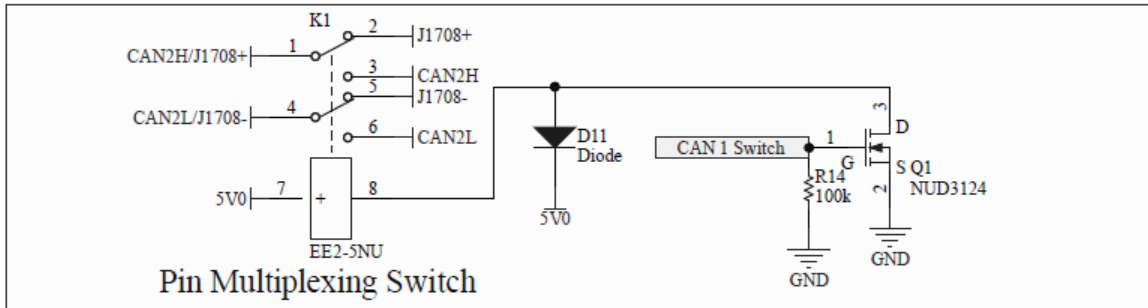 K1
2
J1708+
CAN2H/J1708+
1
3
CAN2H
5
J1708-
CAN2L/J1708-
4
6
CAN2L
5V0
7
+
8
EE2-5NU
D11
Diode
5V0
CAN 1 Switch
1
G
3
D
S
Q1
NUD3124
2
R14
100k
GND
GND
Pin Multiplexing Switch